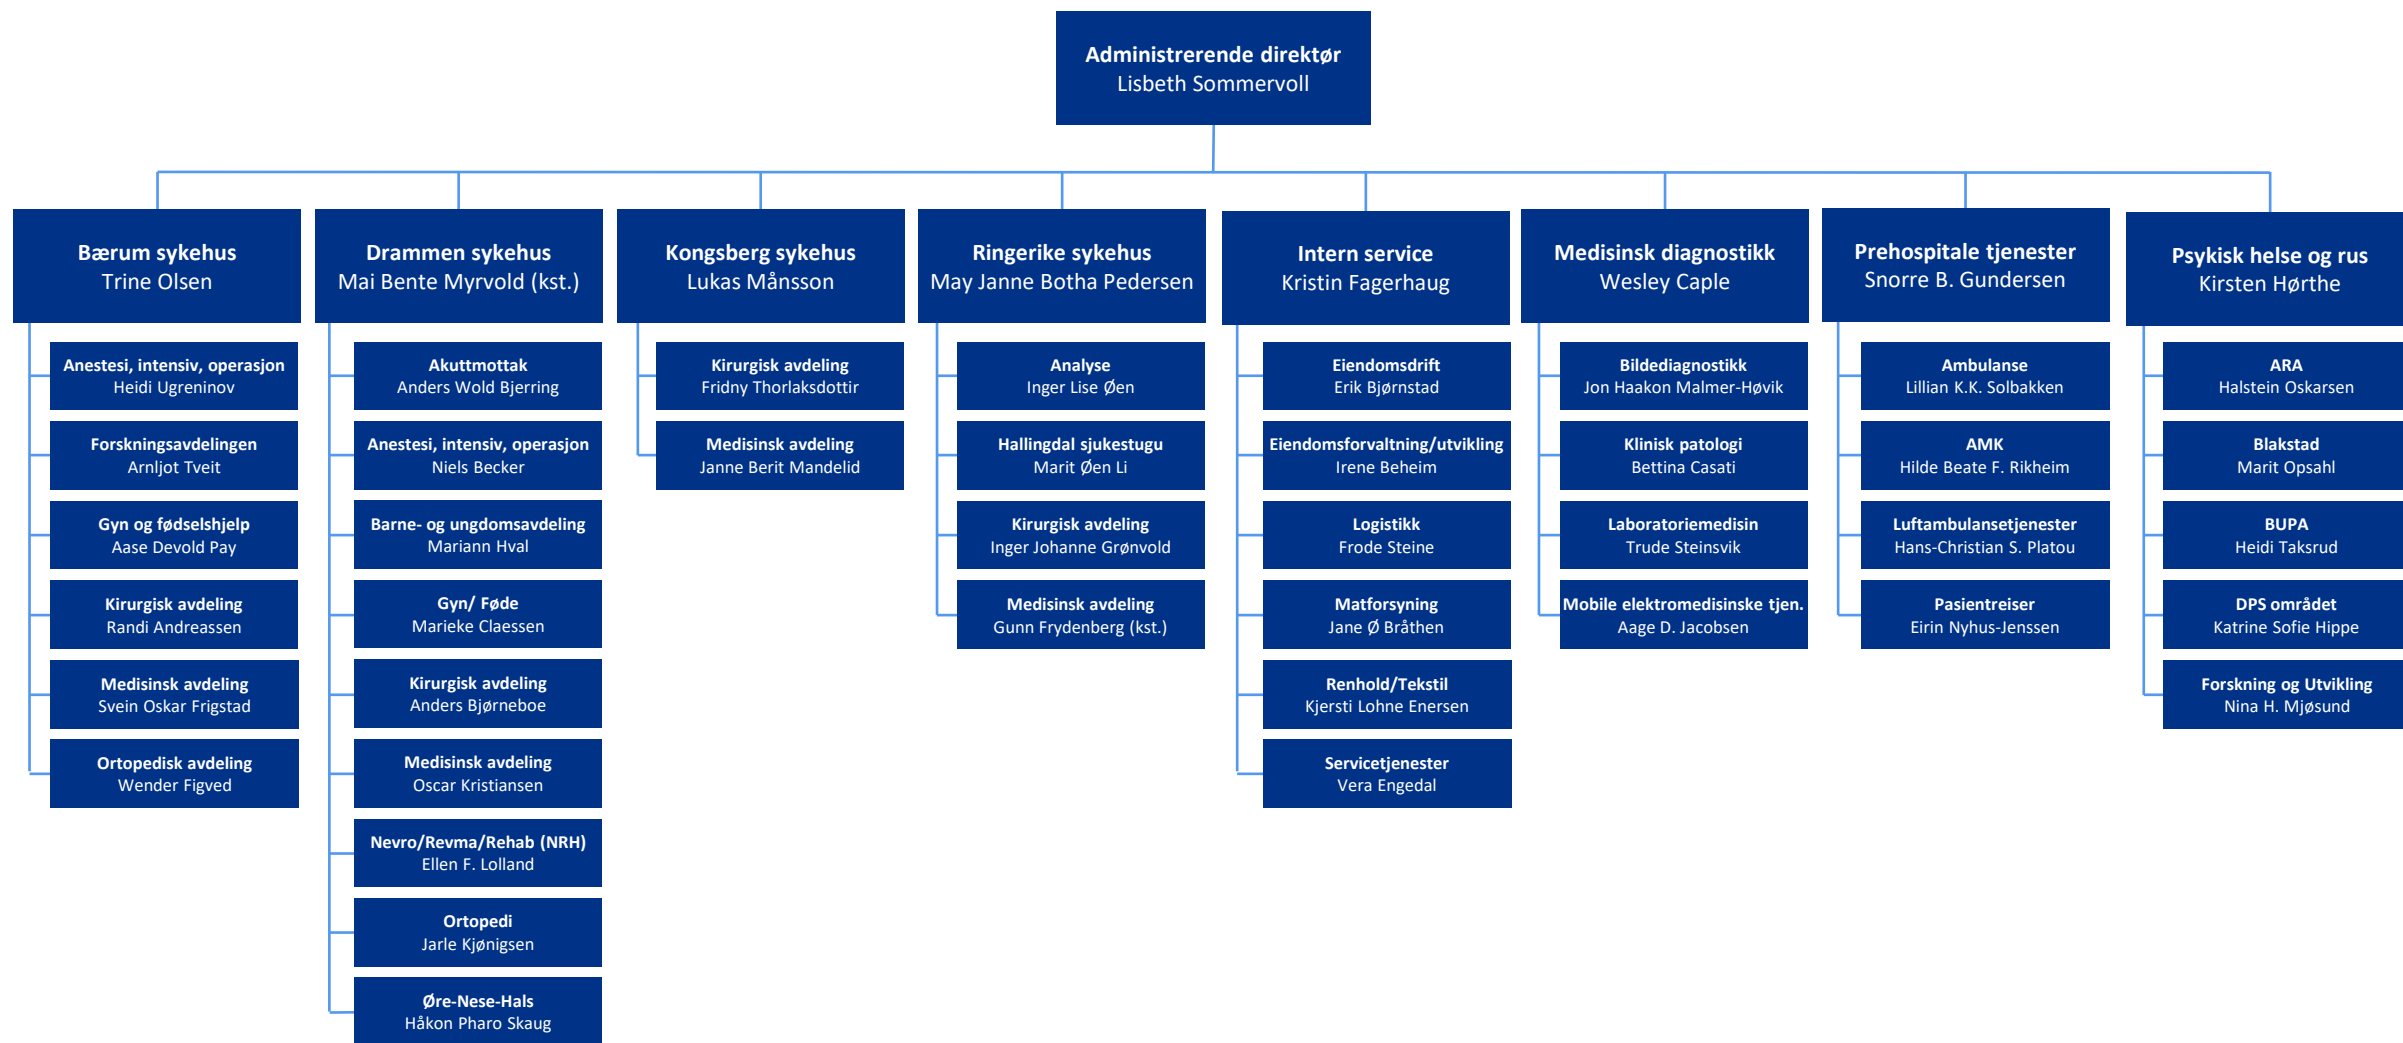 Administrerende direktør
Lisbeth Sommervoll
Bærum sykehus
Trine Olsen
Anestesi, intensiv, operasjon
Heidi Ugreninov
Forskningsavdelingen
Arnljot Tveit
Gyn og fødselshjelp
Aase Devold Pay
Kirurgisk avdeling
Randi Andreassen
Medisinsk avdeling
Svein Oskar Frigstad
Ortopedisk avdeling
Wender Figved
Drammen sykehus
Mai Bente Myrvold (kst.)
Akuttmottak
Anders Wold Bjerring
Anestesi, intensiv, operasjon
Niels Becker
Barne- og ungdomsavdeling
Mariann Hval
Gyn/ Føde
Marieke Claessen
Kirurgisk avdeling
Anders Bjørneboe
Medisinsk avdeling
Oscar Kristiansen
Nevro/Revma/Rehab (NRH)
Ellen F. Lolland
Ortopedi
Jarle Kjønigsen
Øre-Nese-Hals
Håkon Pharo Skaug
Kongsberg sykehus
Lukas Månsson
Kirurgisk avdeling
Fridny Thorlaksdottir
Medisinsk avdeling
Janne Berit Mandelid
Ringerike sykehus
May Janne Botha Pedersen
Analyse
Inger Lise Øen
Hallingdal sjukestugu
Marit Øen Li
Kirurgisk avdeling
Inger Johanne Grønvold
Medisinsk avdeling
Gunn Frydenberg (kst.)
Intern service
Kristin Fagerhaug
Eiendomsdrift
Erik Bjørnstad
Eiendomsforvaltning/utvikling
Irene Beheim
Logistikk
Frode Steine
Matforsyning
Jane Ø Bråthen
Renhold/Tekstil
Kjersti Lohne Enersen
Servicetjenester
Vera Engedal
Medisinsk diagnostikk
Wesley Caple
Bildediagnostikk
Jon Haakon Malmer-Høvik
Klinisk patologi
Bettina Casati
Laboratoriemedisin
Trude Steinsvik
Mobile elektromedisinske tjen.
Aage D. Jacobsen
Prehospitale tjenester
Snorre B. Gundersen
Ambulanse
Lillian K.K. Solbakken
AMK
Hilde Beate F. Rikheim
Luftambulansetjenester
Hans-Christian S. Platou
Pasientreiser
Eirin Nyhus-Jenssen
Psykisk helse og rus
Kirsten Hørthe
ARA
Halstein Oskarsen
Blakstad
Marit Opsahl
BUPA
Heidi Taksrud
DPS området
Katrine Sofie Hippe
Forskning og Utvikling
Nina H. Mjøsund